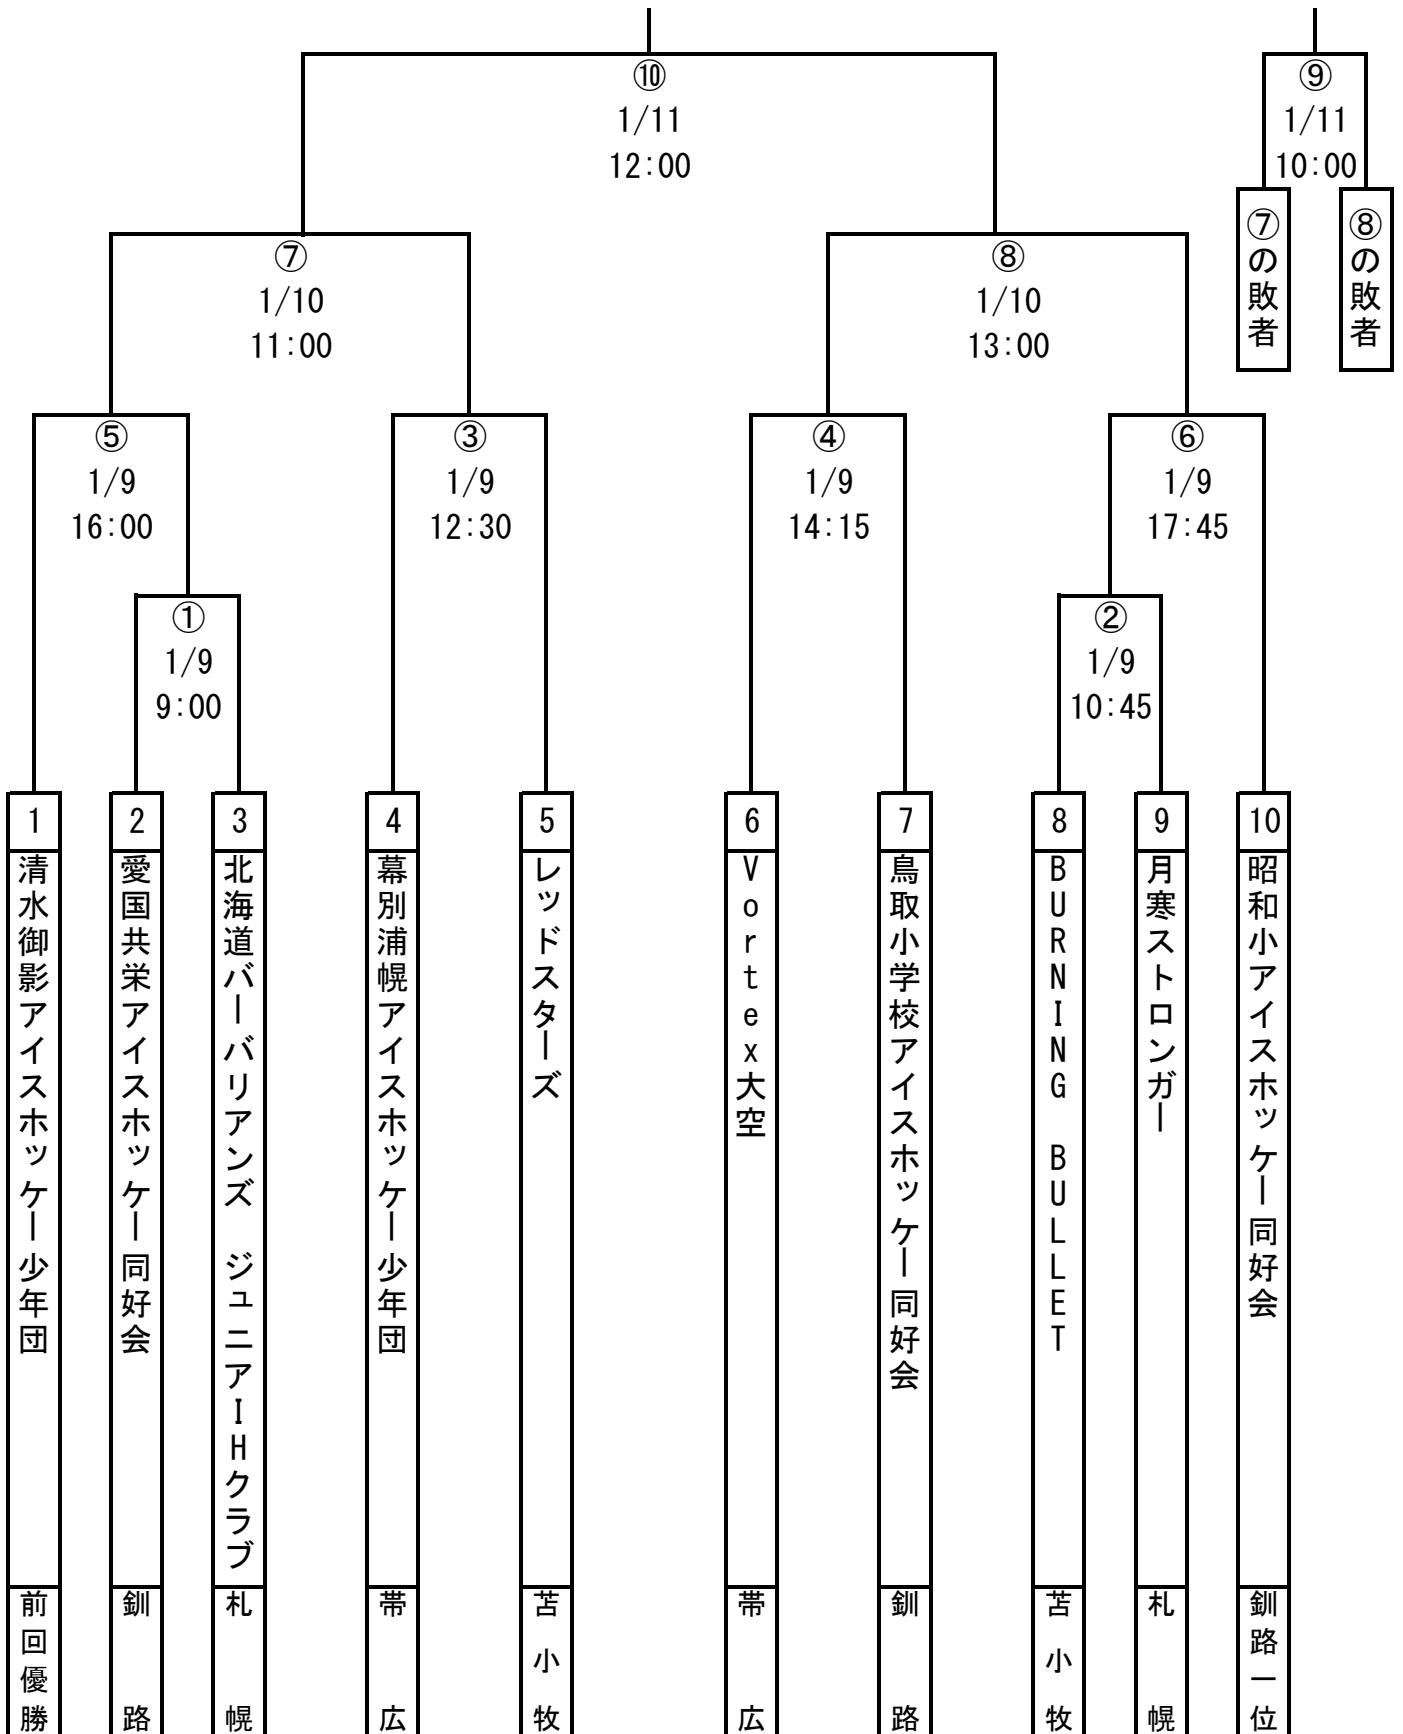 ⑩
1/11
12:00
⑨
1/11
10:00
⑦の敗者
⑧の敗者
⑦
1/10
11:00
⑧
1/10
13:00
⑤
1/9
16:00
③
1/9
12:30
④
1/9
14:15
⑥
1/9
17:45
①
1/9
9:00
②
1/9
10:45
1
清水御影アイスホッケー少年団
前回優勝
2
愛国共栄アイスホッケー同好会
釧路
3
北海道バーバリアンズ ジュニアIHクラブ
札幌
4
幕別浦幌アイスホッケー少年団
帯広
5
レッドスターズ
苫小牧
6
Vortex大空
帯広
7
鳥取小学校アイスホッケー同好会
釧路
8
BURNING BULLET
苫小牧
9
月寒ストロンガー
札幌
10
昭和小アイスホッケー同好会
釧路一位